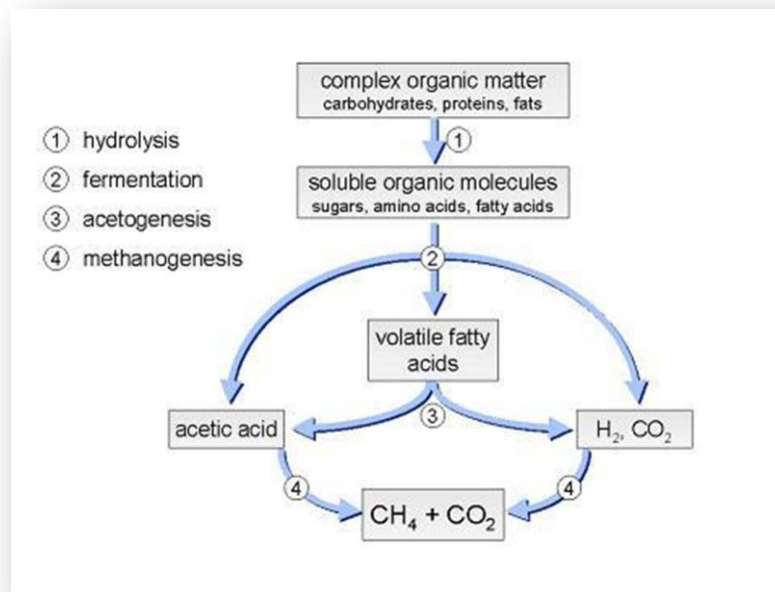 complex organic matter
carbohydrates, proteins, fats
① hydrolysis
② fermentation
③ acetogenesis
④ methanogenesis
①
soluble organic molecules
sugars, amino acids, fatty acids
②
volatile fatty
acids
acetic acid
③
H₂, CO₂
④
④
CH₄ + CO₂